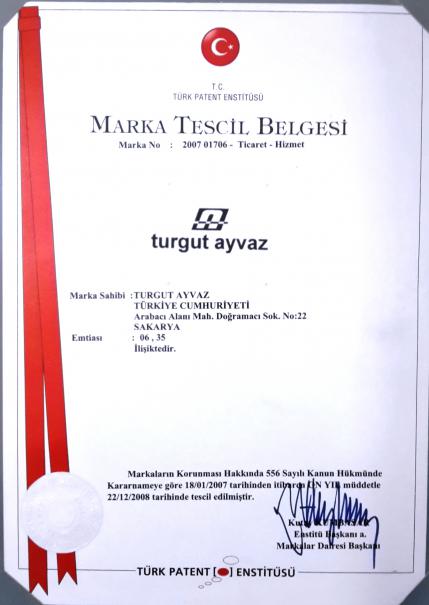 T.C.
TÜRK PATENT ENSTİTÜSÜ
MARKA TESCİL BELGESİ
Marka No : 2007 01706 - Ticaret - Hizmet
turgut ayvaz
Marka Sahibi : TURGUT AYVAZ
TÜRKİYE CUMHURİYETİ
Arabacı Alanı Mah. Doğramacı Sok. No:22
SAKARYA
Emtiası : 06 , 35
İlişiktedir.
Markaların Korunması Hakkında 556 Sayılı Kanun Hükmünde
Kararnameye göre 18/01/2007 tarihinden itibaren ON YIL müddetle
22/12/2008 tarihinde tescil edilmiştir.
Enstitü Başkanı a.
Markalar Dairesi Başkanı
TÜRK PATENT ENSTİTÜSÜ